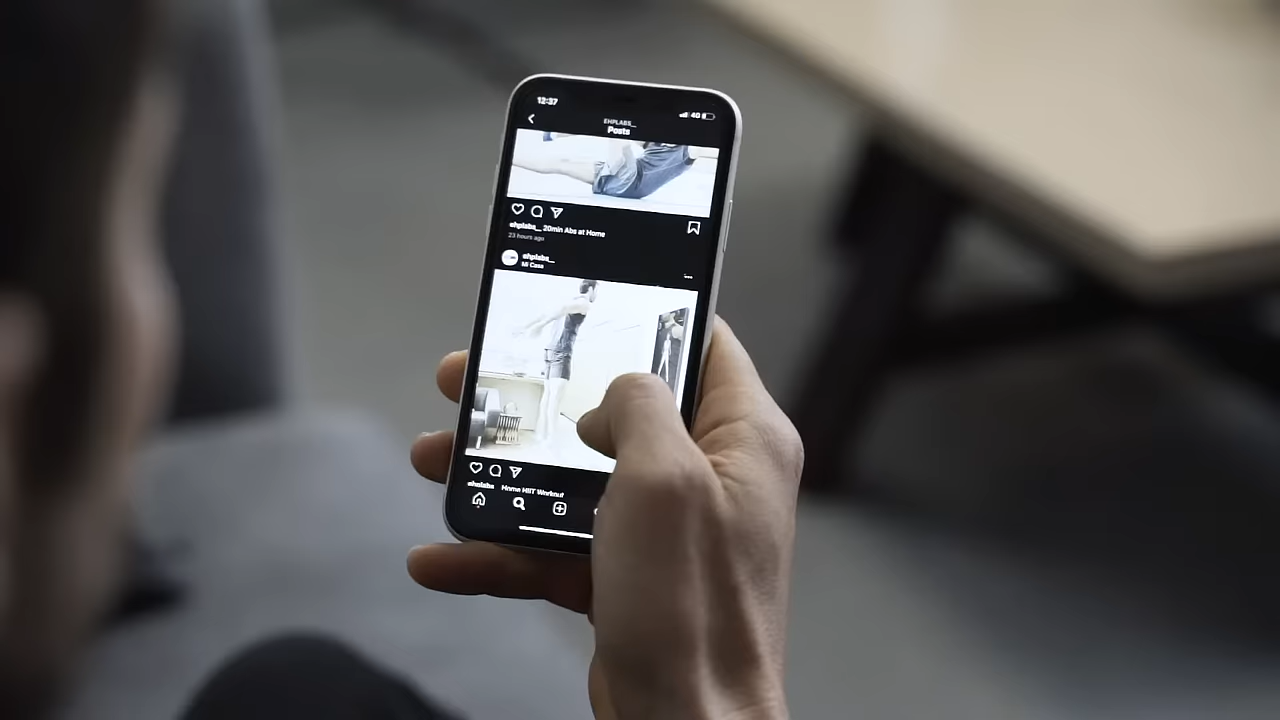 12:37
4G
EHPLABS_
Posts
ehplabs_ 20min Abs at Home
23 hours ago
ehplabs_
Mi Casa
ehplabs Home HIIT Workout